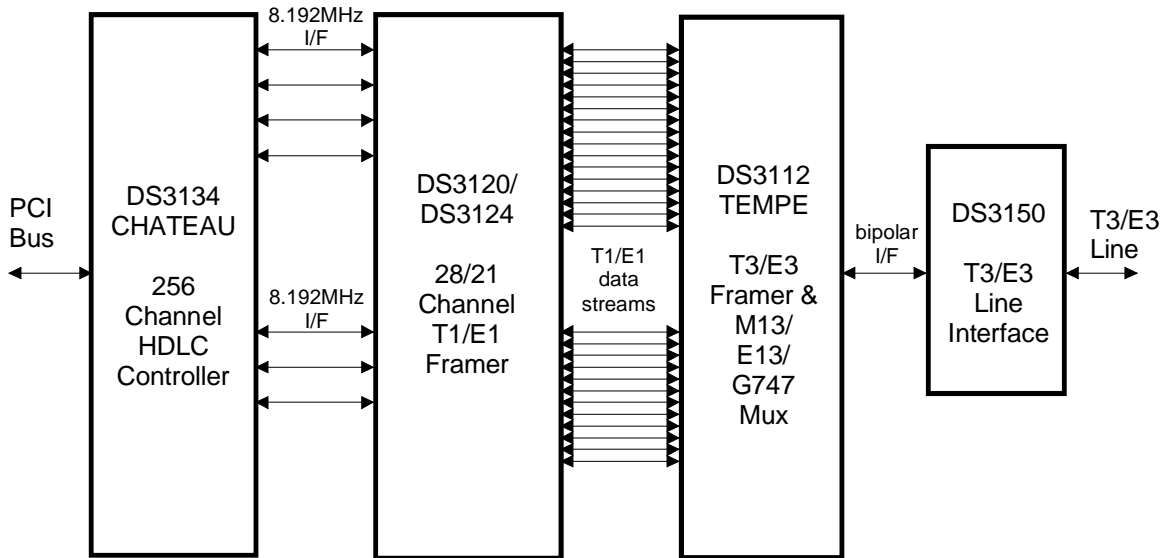 PCI
Bus
DS3134
CHATEAU
256
Channel
HDLC
Controller
8.192MHz
I/F
8.192MHz
I/F
DS3120/
DS3124
28/21
Channel
T1/E1
Framer
T1/E1
data
streams
DS3112
TEMPE
T3/E3
Framer &
M13/
E13/
G747
Mux
bipolar
I/F
DS3150
T3/E3
Line
Interface
T3/E3
Line